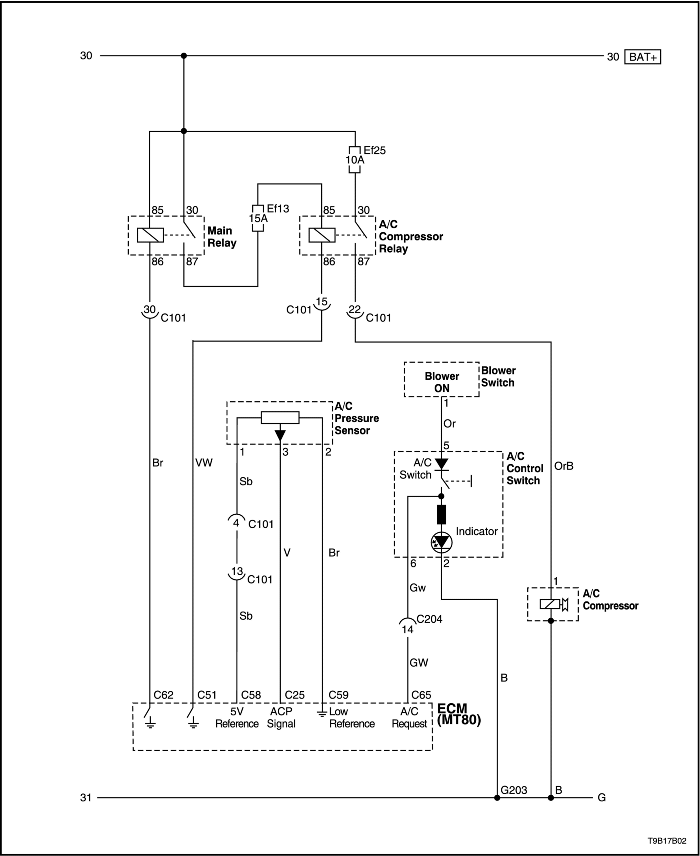 30
30 BAT+
Ef25
10A
85 30
Main
Relay
86 87
Ef13
15A
85 30
A/C
Compressor
Relay
86 87
30 C101
C101 15
22 C101
Blower
ON
Blower
Switch
1
Or
A/C
Pressure
Sensor
1 3 2
5
A/C
Switch
A/C
Control
Switch
Indicator
6 2
Br
VW
Sb
V
Br
OrB
4 C101
13 C101
Sb
Gw
C204
14
GW
B
1
A/C
Compressor
C62 C51 C58 C25 C59 C65
5V
Reference
ACP
Signal
Low
Reference
A/C
Request
ECM
(MT80)
31
G203
B
G
T9B17B02